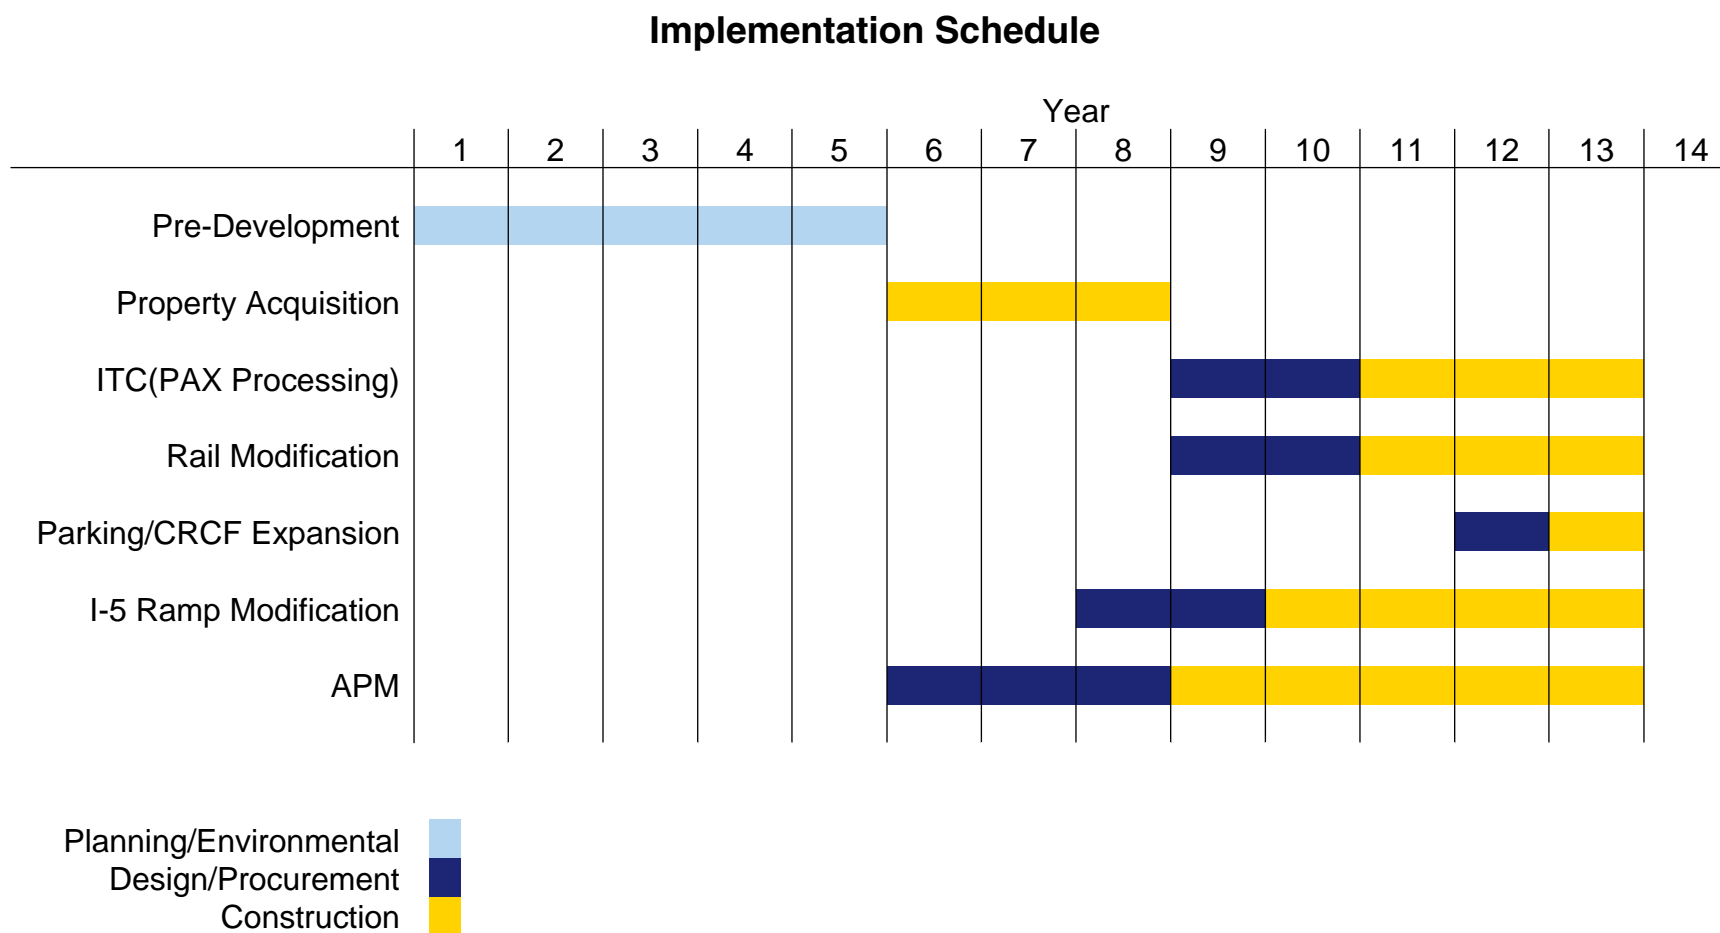 Implementation Schedule
Year
1 2 3 4 5 6 7 8 9 10 11 12 13 14
Pre-Development
Property Acquisition
ITC(PAX Processing)
Rail Modification
Parking/CRCF Expansion
I-5 Ramp Modification
APM
Planning/Environmental
Design/Procurement
Construction